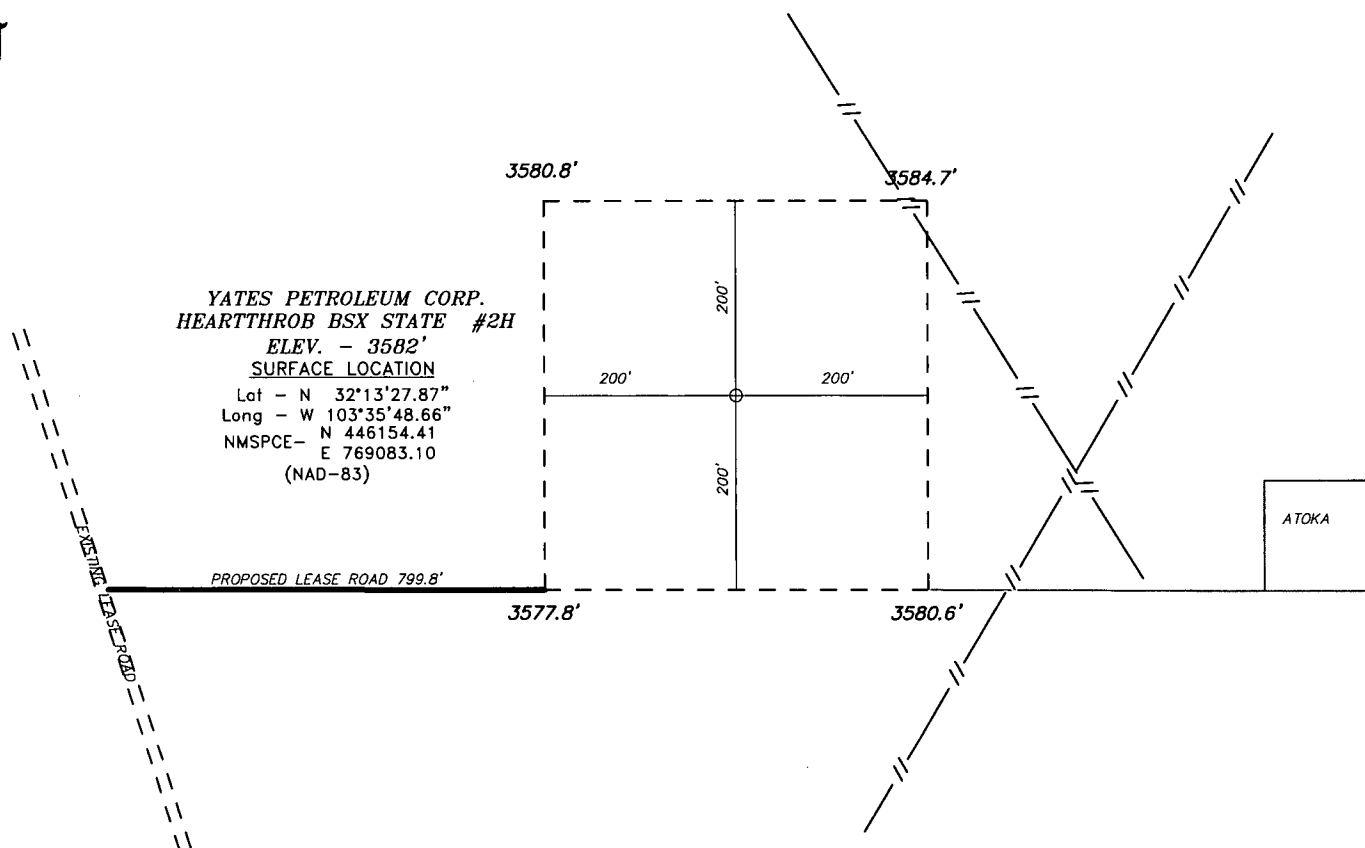 3580.8'
3584.7'
YATES PETROLEUM CORP.
HEARTTHROB BSX STATE #2H
ELEV. - 3582'
SURFACE LOCATION
Lat - N 32°13'27.87"
Long - W 103°35'48.66"
NMSPCE- N 446154.41
E 769083.10
(NAD-83)
200'
200'
200'
200'
ATOKA
EXISTING LEASE ROAD
PROPOSED LEASE ROAD 799.8'
3577.8'
3580.6'